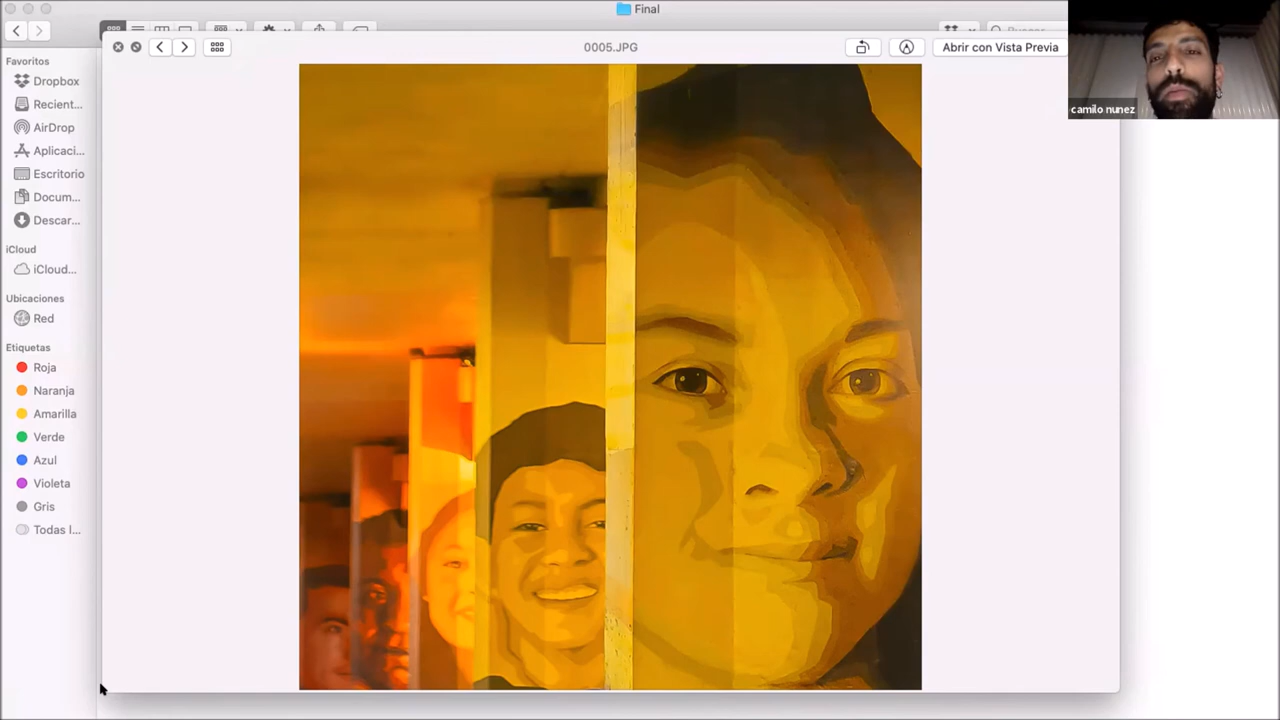 Final
0005.JPG
Abrir con Vista Previa
camilo nunez
Favoritos
Dropbox
Recient...
AirDrop
Aplicaci...
Escritorio
Docum...
Descar...
iCloud
iCloud...
Ubicaciones
Red
Etiquetas
Roja
Naranja
Amarilla
Verde
Azul
Violeta
Gris
Todas l...